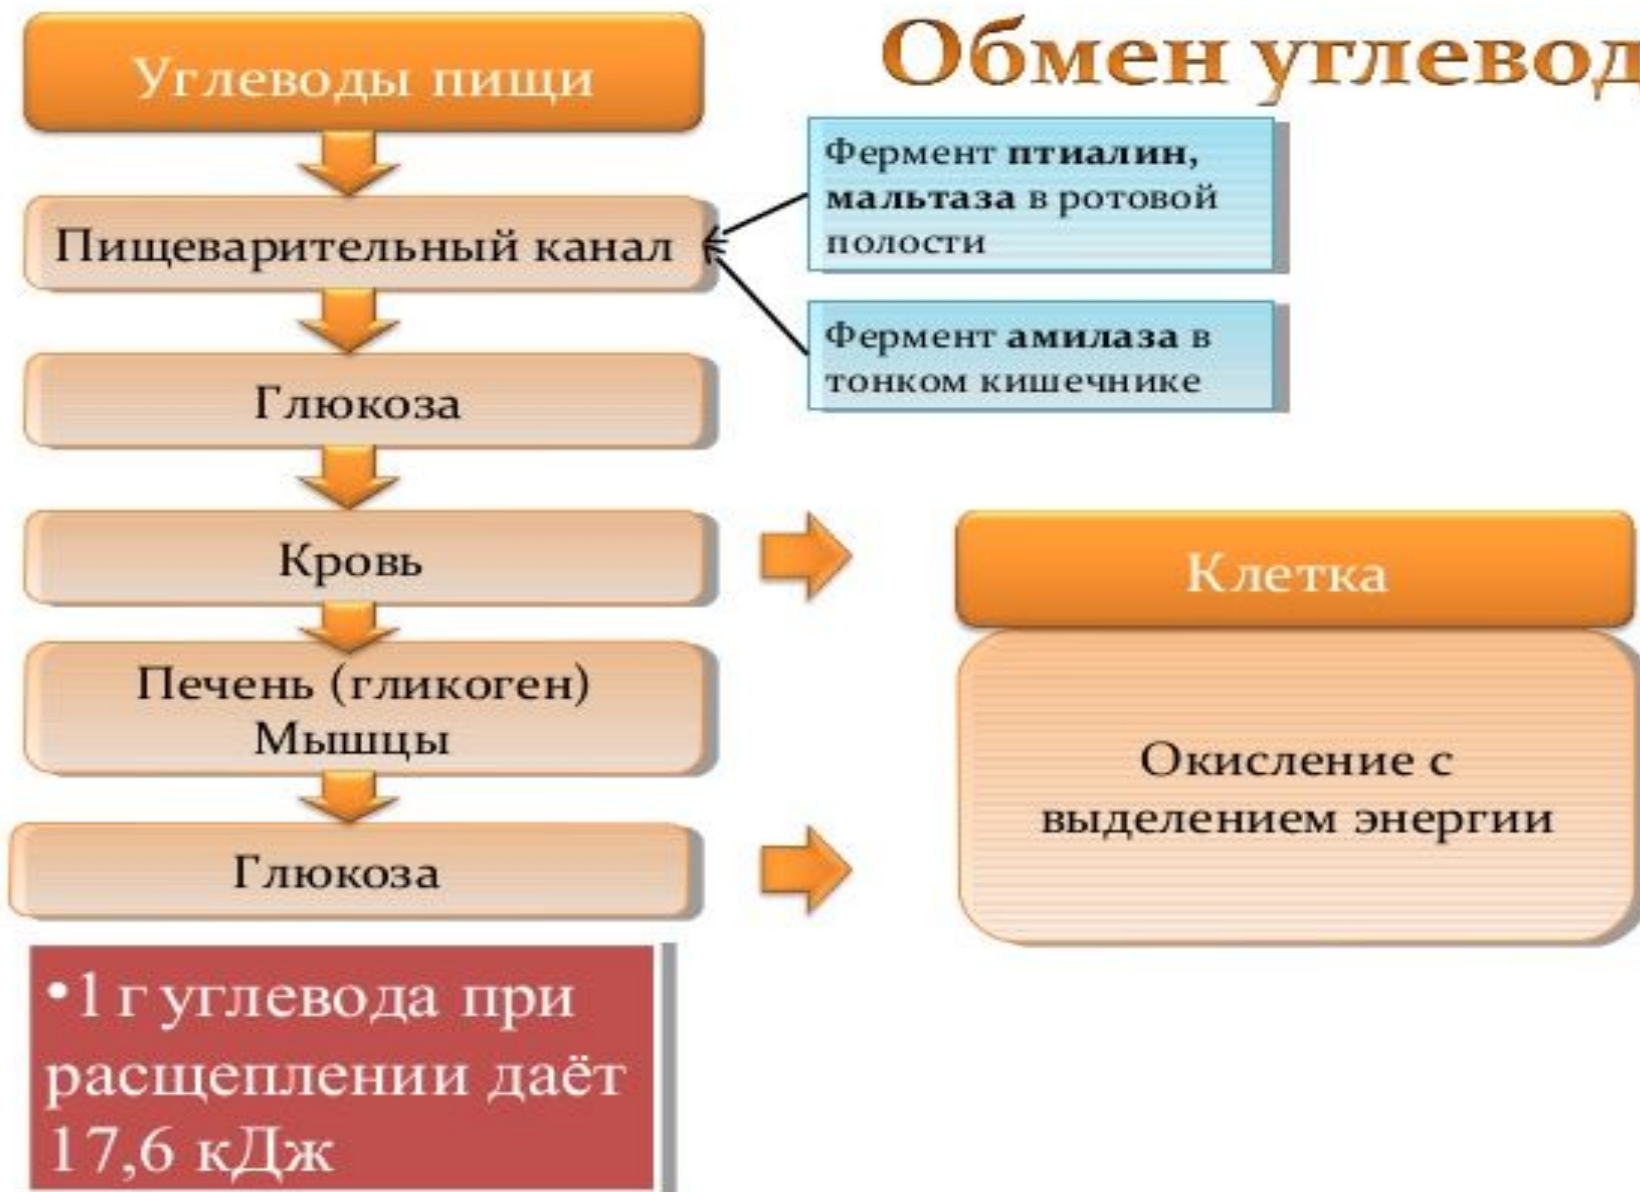 Обмен углевод
Углеводы пищи
Пищеварительный канал
Фермент птиалин,
мальтаза в ротовой
полости
Фермент амилаза в
тонком кишечнике
Глюкоза
Кровь
Печень (гликоген)
Мышцы
Глюкоза
Клетка
Окисление с
выделением энергии
•1 г углевода при
расщеплении даёт
17,6 кДж